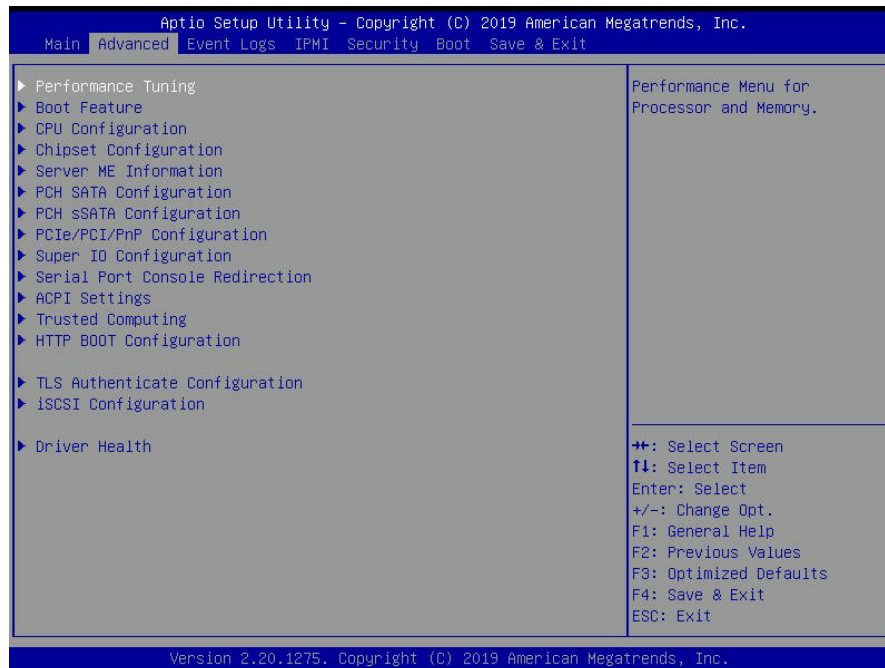 Aptio Setup Utility – Copyright (C) 2019 American Megatrends, Inc.
Main Advanced Event Logs IPMI Security Boot Save & Exit
▶ Performance Tuning
▶ Boot Feature
▶ CPU Configuration
▶ Chipset Configuration
▶ Server ME Information
▶ PCH SATA Configuration
▶ PCH sSATA Configuration
▶ PCIe/PCI/PnP Configuration
▶ Super IO Configuration
▶ Serial Port Console Redirection
▶ ACPI Settings
▶ Trusted Computing
▶ HTTP BOOT Configuration
▶ TLS Authenticate Configuration
▶ iSCSI Configuration
▶ Driver Health
Performance Menu for
Processor and Memory.
→←: Select Screen
↑↓: Select Item
Enter: Select
+/-: Change Opt.
F1: General Help
F2: Previous Values
F3: Optimized Defaults
F4: Save & Exit
ESC: Exit
Version 2.20.1275. Copyright (C) 2019 American Megatrends, Inc.